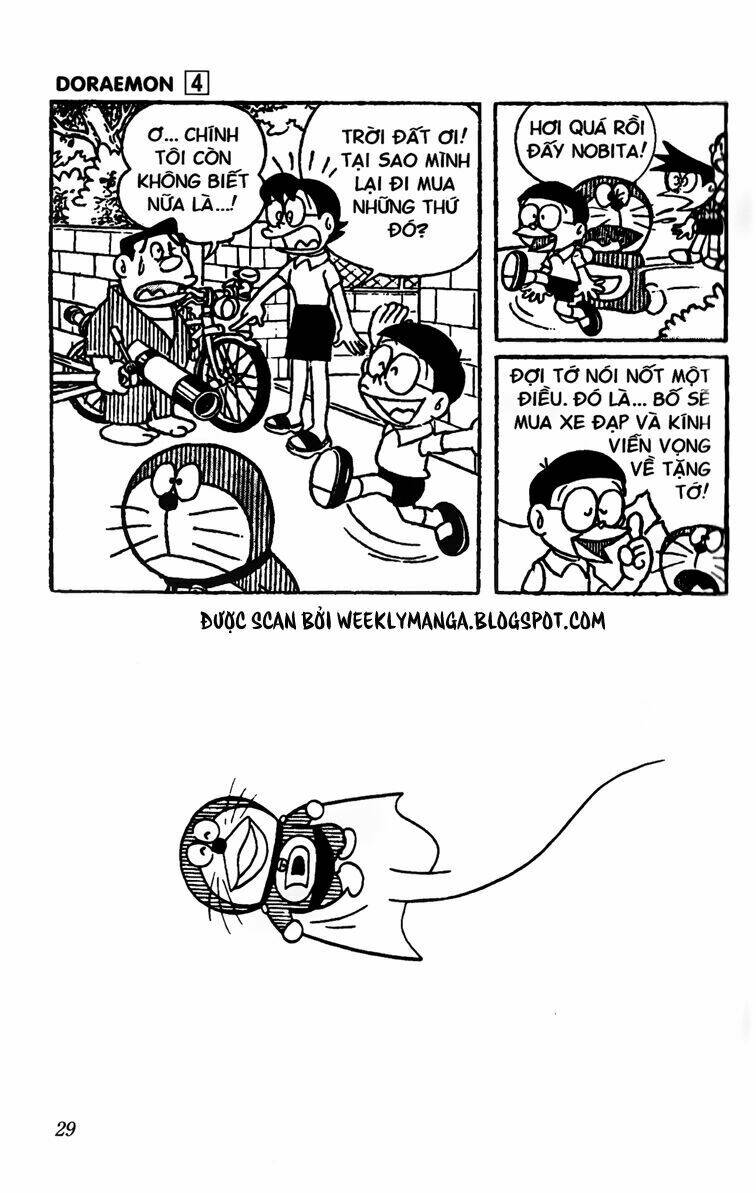 DORAEMON 4
HƠI QUÁ RỒI
ĐẤY NOBITA!
ĐỢI TỚ NÓI NỐT MỘT
ĐIỀU. ĐÓ LÀ... BỐ SẼ
MUA XE ĐẠP VÀ KÍNH
VIỄN VỌNG
VỀ TẶNG
TỚ!
TRỜI ĐẤT ƠI!
TẠI SAO MÌNH
LẠI ĐI MUA
NHỮNG THỨ
ĐÓ?
Ơ... CHÍNH
TÔI CÒN
KHÔNG BIẾT
NỮA LÀ...!
ĐƯỢC SCAN BỞI WEEKLYMANGA.BLOGSPOT.COM
29